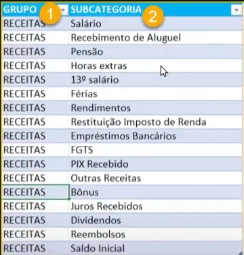 GRUPO 1 SUBCATEGORIA 2
RECEITAS Salário
RECEITAS Recebimento de Aluguel
RECEITAS Pensão
RECEITAS Horas extras
RECEITAS 13º salário
RECEITAS Férias
RECEITAS Rendimentos
RECEITAS Restituição Imposto de Renda
RECEITAS Empréstimos Bancários
RECEITAS FGTS
RECEITAS PIX Recebido
RECEITAS Outras Receitas
RECEITAS Bônus
RECEITAS Juros Recebidos
RECEITAS Dividendos
RECEITAS Reembolsos
RECEITAS Saldo Inicial